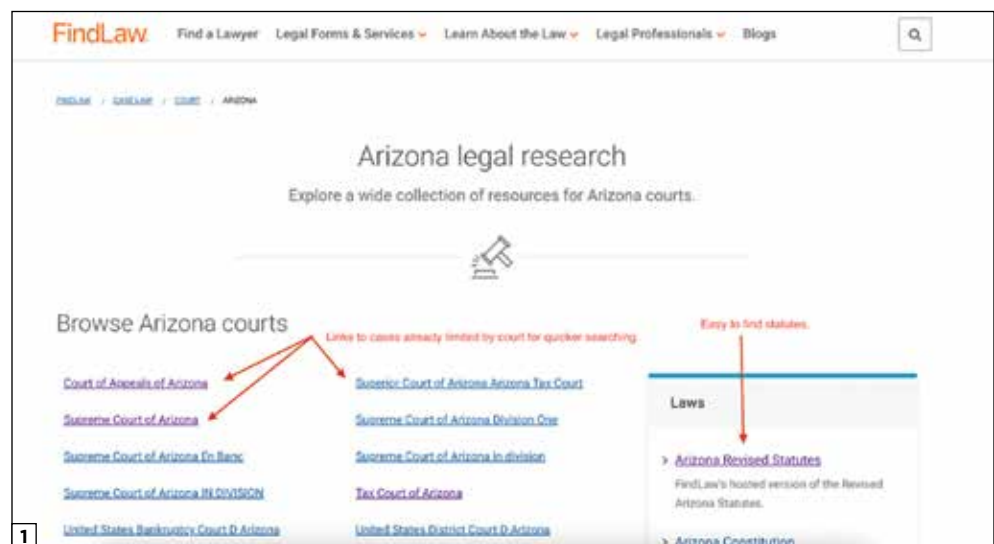 FindLaw. Find a Lawyer Legal Forms & Services Learn About the Law Legal Professionals Blogs
FINDLAW / CASELAW / COURT / ARIZONA
Arizona legal research
Explore a wide collection of resources for Arizona courts.
Browse Arizona courts
Links to cases already limited by court for quicker searching.
Easy to find statutes.
Court of Appeals of Arizona
Superior Court of Arizona Arizona Tax Court
Supreme Court of Arizona
Supreme Court of Arizona Division One
Supreme Court of Arizona En Banc
Supreme Court of Arizona In division
Supreme Court of Arizona IN DIVISION
Tax Court of Arizona
United States Bankruptcy Court D Arizona
United States District Court D Arizona
Laws
Arizona Revised Statutes
FindLaw's hosted version of the Revised
Arizona Statutes.
Arizona Constitution
1